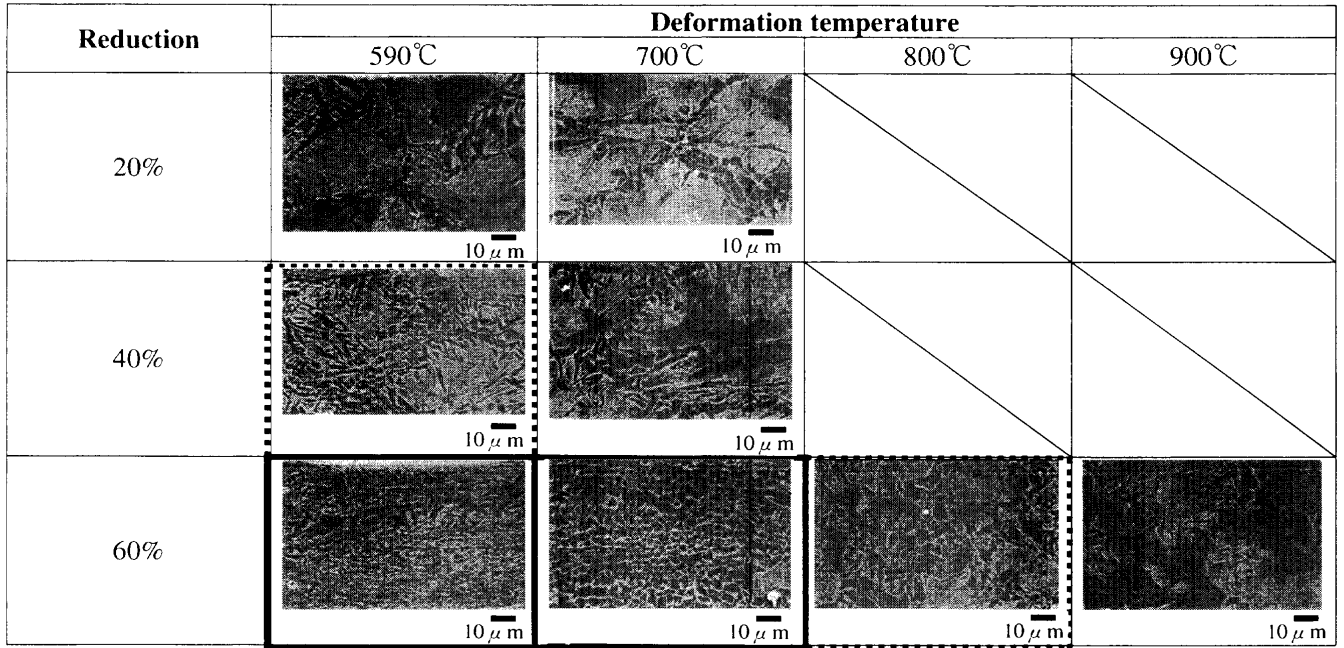 Reduction
Deformation temperature
590℃ 700℃ 800℃ 900℃
20%
10 μ m 10 μ m
40%
10 μ m 10 μ m
60%
10 μ m 10 μ m 10 μ m 10 μ m